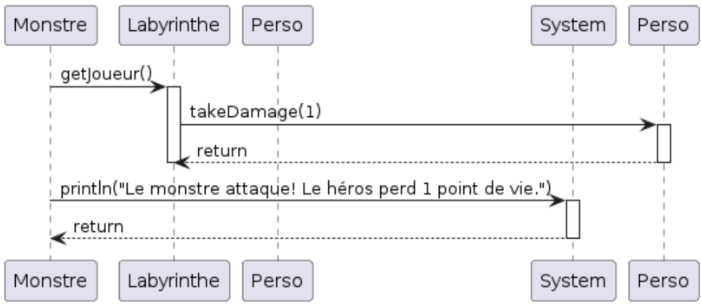 Monstre Labyrinthe Perso System Perso
getJoueur()
takeDamage(1)
return
println("Le monstre attaque! Le héros perd 1 point de vie.")
return
Monstre Labyrinthe Perso System Perso